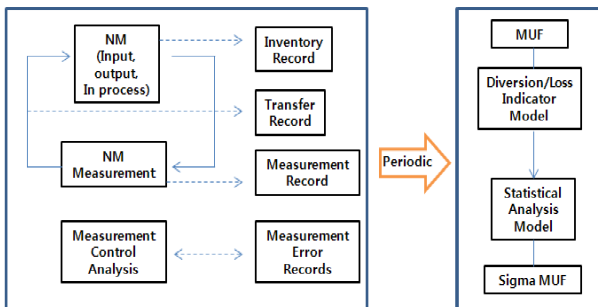 NM
(Input,
output,
In process)
Inventory
Record
Transfer
Record
NM
Measurement
Measurement
Record
Measurement
Control
Analysis
Measurement
Error
Records
Periodic
MUF
Diversion/Loss
Indicator
Model
Statistical
Analysis
Model
Sigma MUF